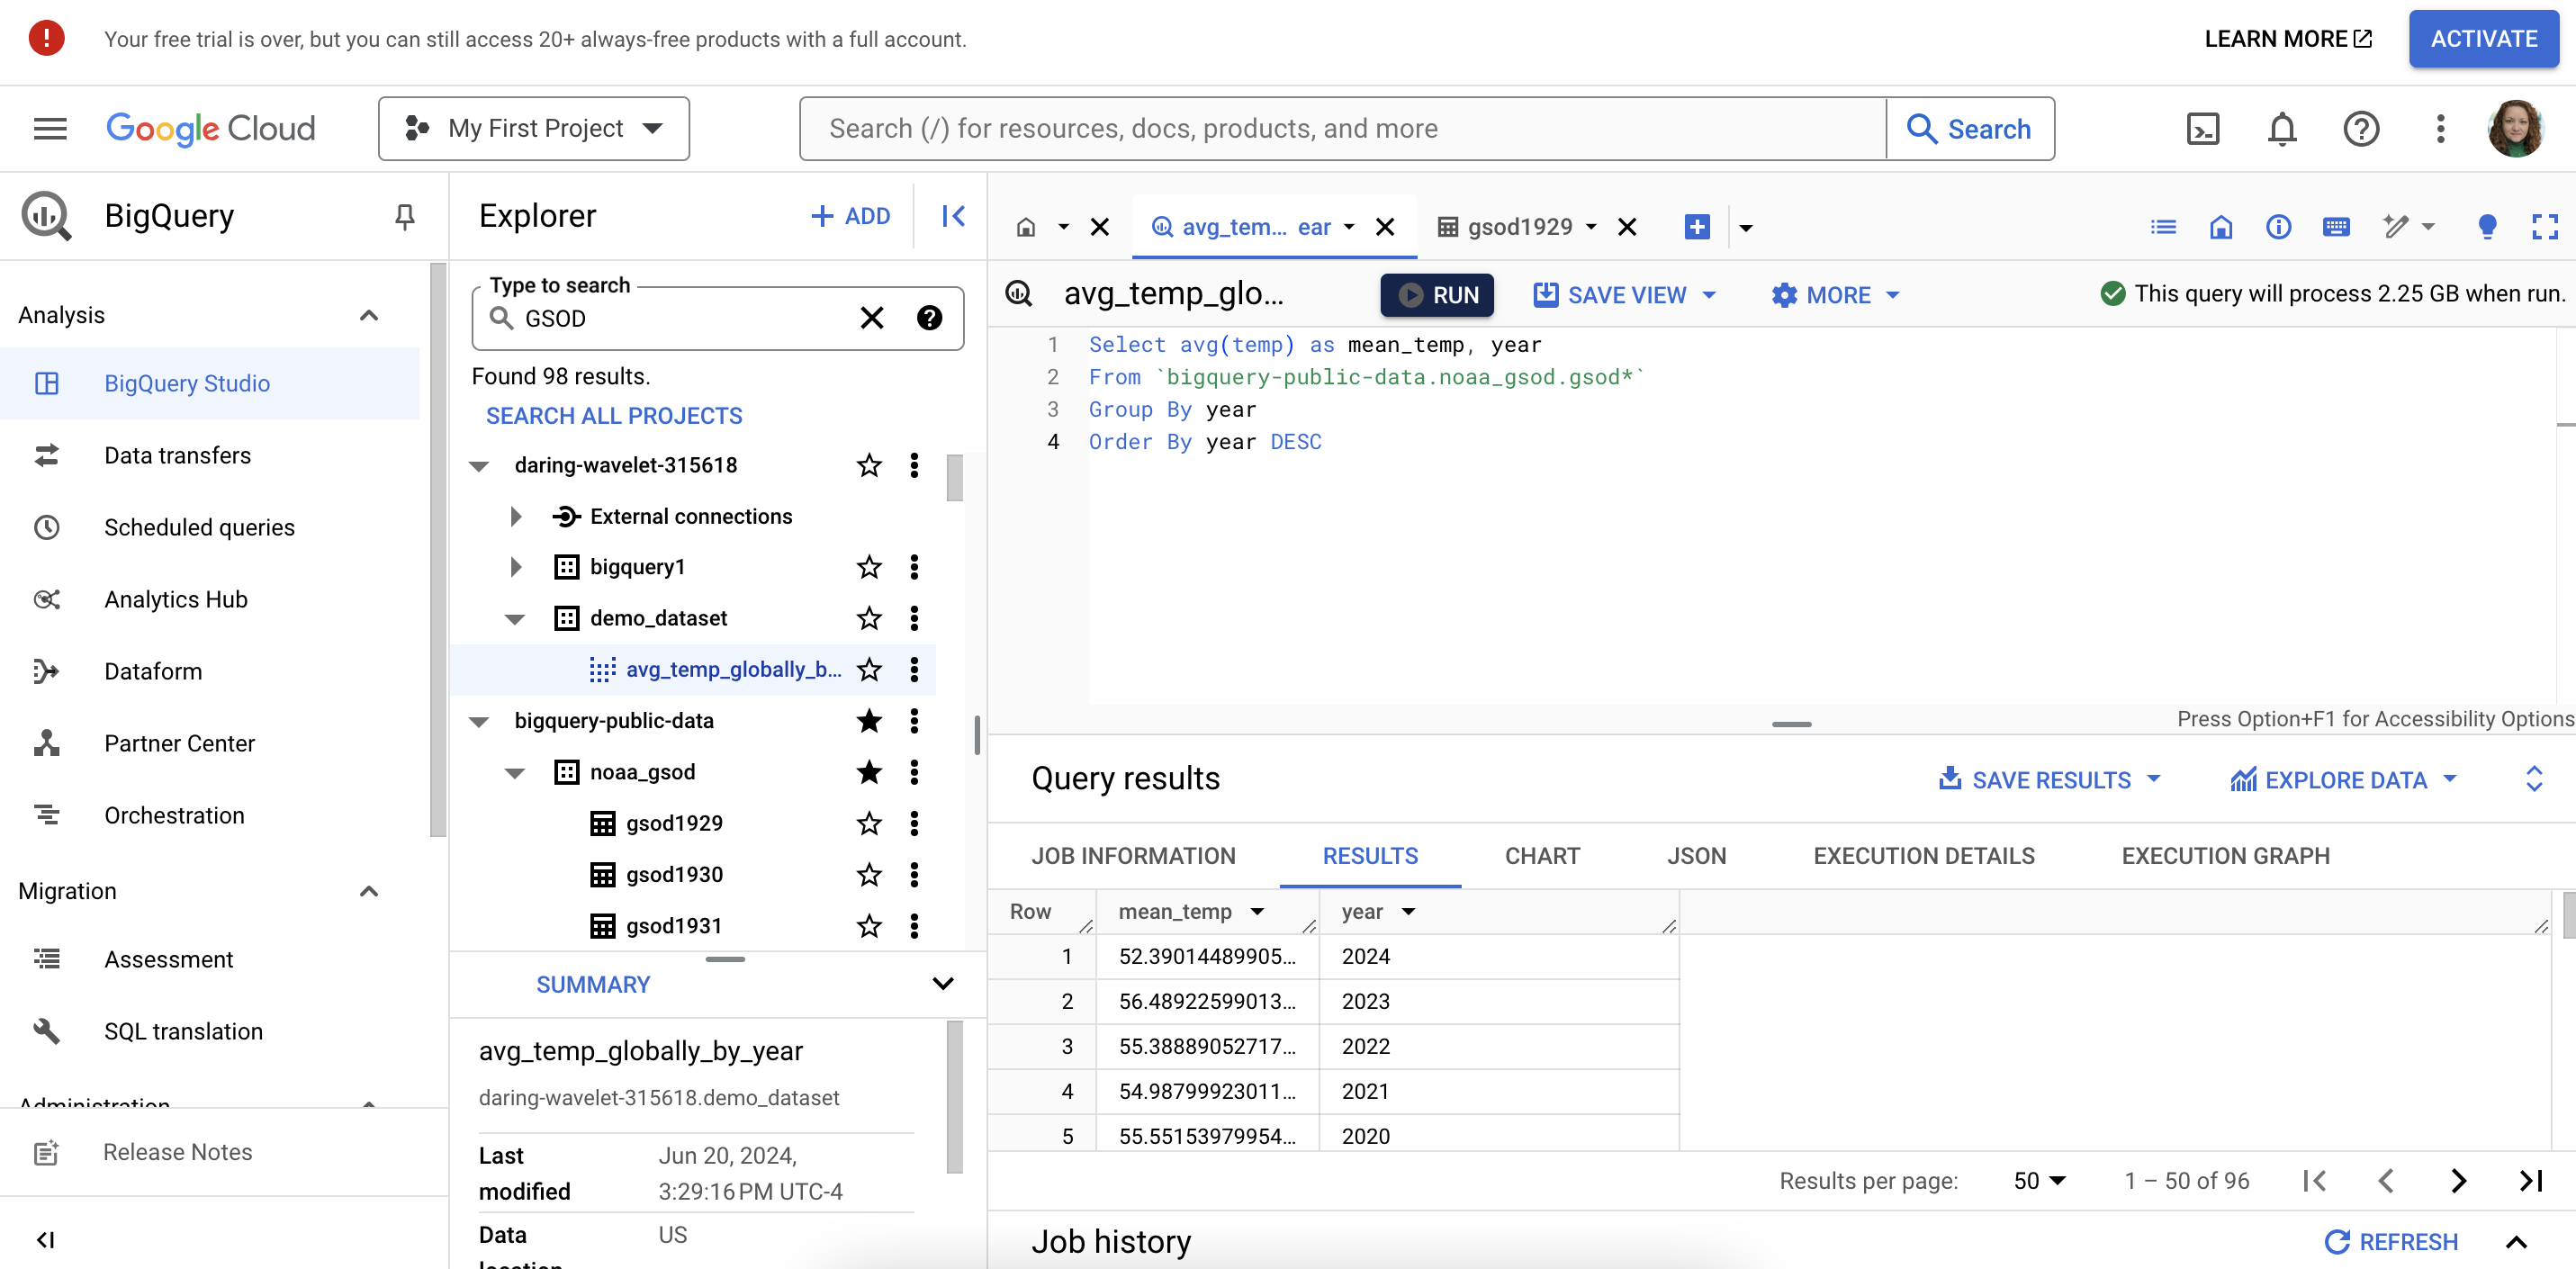 Your free trial is over, but you can still access 20+ always-free products with a full account.
LEARN MORE
ACTIVATE
Google Cloud
My First Project
Search (/) for resources, docs, products, and more
Search
BigQuery
Analysis
BigQuery Studio
Data transfers
Scheduled queries
Analytics Hub
Dataform
Partner Center
Orchestration
Migration
Assessment
SQL translation
Administration
Release Notes
Explorer
+ ADD
Type to search
GSOD
Found 98 results.
SEARCH ALL PROJECTS
daring-wavelet-315618
External connections
bigquery1
demo_dataset
avg_temp_globally_b...
bigquery-public-data
noaa_gsod
gsod1929
gsod1930
gsod1931
SUMMARY
avg_temp_globally_by_year
daring-wavelet-315618.demo_dataset
Last modified
Jun 20, 2024, 3:29:16 PM UTC-4
Data location
US
avg_tem... ear
gsod1929
avg_temp_glo...
RUN
SAVE VIEW
MORE
This query will process 2.25 GB when run.
1 Select avg(temp) as mean_temp, year
2 From `bigquery-public-data.noaa_gsod.gsod*`
3 Group By year
4 Order By year DESC
Press Option+F1 for Accessibility Options
Query results
SAVE RESULTS
EXPLORE DATA
JOB INFORMATION
RESULTS
CHART
JSON
EXECUTION DETAILS
EXECUTION GRAPH
Row mean_temp year
1 52.39014489905... 2024
2 56.48922599013... 2023
3 55.38889052717... 2022
4 54.98799923011... 2021
5 55.55153979954... 2020
Results per page: 50 1 – 50 of 96
Job history
REFRESH